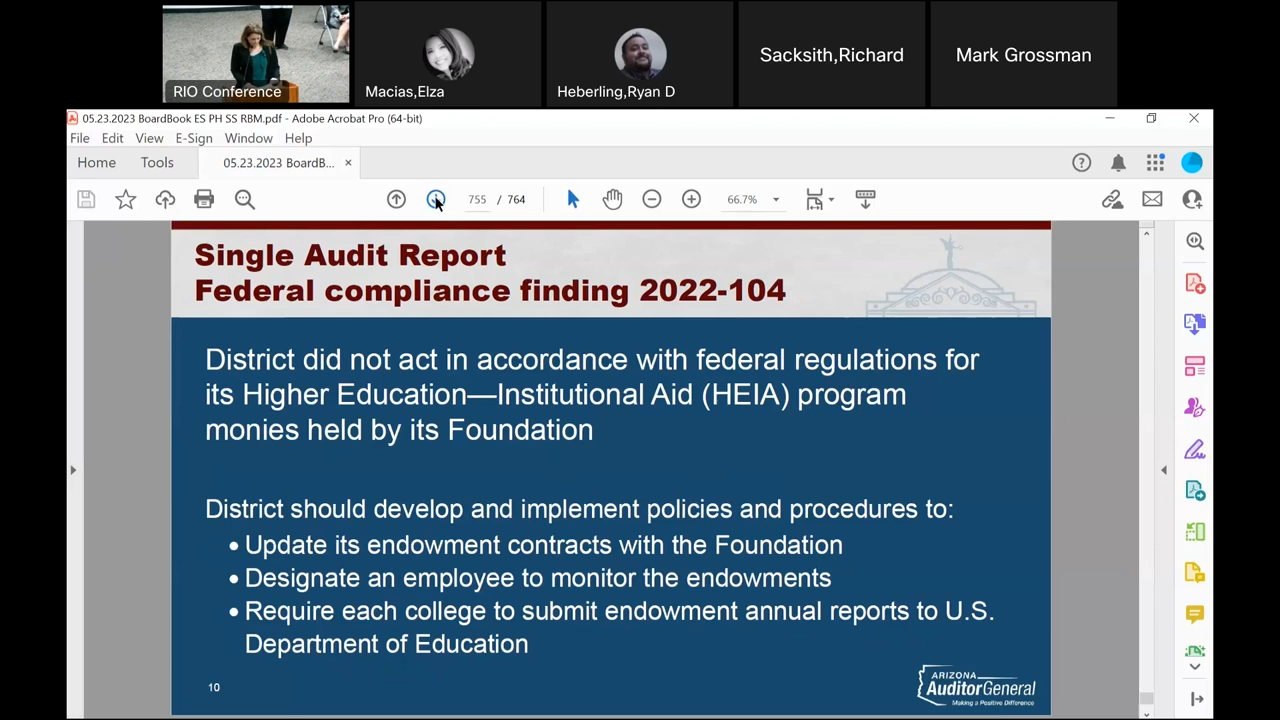 RIO Conference
Macias,Elza
Heberling,Ryan D
Sacksith,Richard
Mark Grossman
05.23.2023 BoardBook ES PH SS RBM.pdf - Adobe Acrobat Pro (64-bit)
File Edit View E-Sign Window Help
Home Tools 05.23.2023 BoardB... ×
755 / 764 66.7%
Single Audit Report
Federal compliance finding 2022-104
District did not act in accordance with federal regulations for
its Higher Education—Institutional Aid (HEIA) program
monies held by its Foundation
District should develop and implement policies and procedures to:
• Update its endowment contracts with the Foundation
• Designate an employee to monitor the endowments
• Require each college to submit endowment annual reports to U.S.
Department of Education
10
ARIZONA
AuditorGeneral
Making a Positive Difference